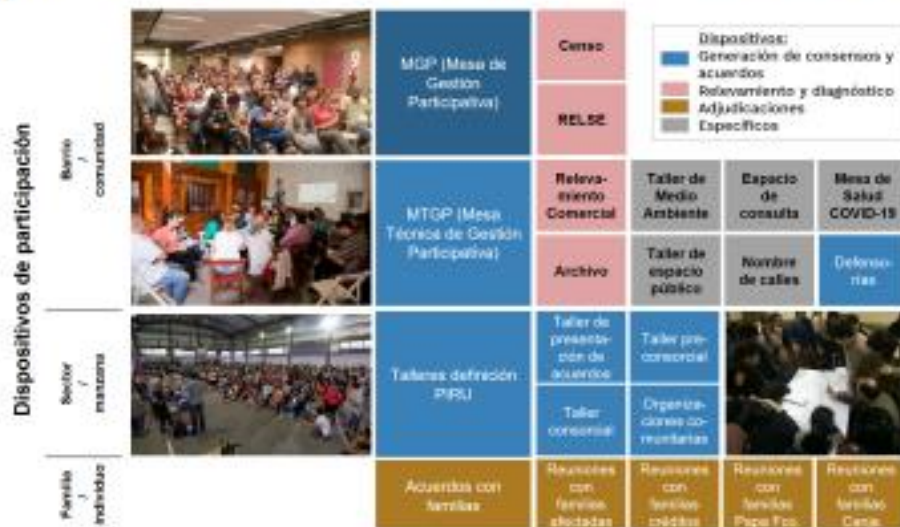 Dispositivos de participación
Barrio
/
comunidad
Sector
/
manzana
Familia
/
individuo
MGP (Mesa de
Gestión
Participativa)
Censo
RELSE
Dispositivos:
Generación de consensos y
acuerdos
Relevamiento y diagnóstico
Adjudicaciones
Específicos
MTGP (Mesa
Técnica de Gestión
Participativa)
Releva-
miento
Comercial
Taller de
Medio
Ambiente
Espacio
de
consulta
Mesa de
Salud
COVID-19
Archivo
Taller de
espacio
público
Nombre
de calles
Defenso-
rías
Talleres definición
PIRU
Taller de
presenta-
ción de
acuerdos
Taller pre-
consorcial
Taller
consorcial
Organiza-
ciones co-
munitarias
Acuerdos con
familias
Reuniones
con
familias
afectadas
Reuniones
con
familias
crédito
Reuniones
con
familias
Reuniones
con
familias